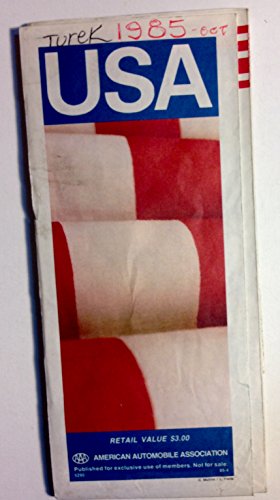 Turek 1985
USA
RETAIL VALUE $3.00
AAA AMERICAN AUTOMOBILE ASSOCIATION
Published for exclusive use of members. Not for sale.